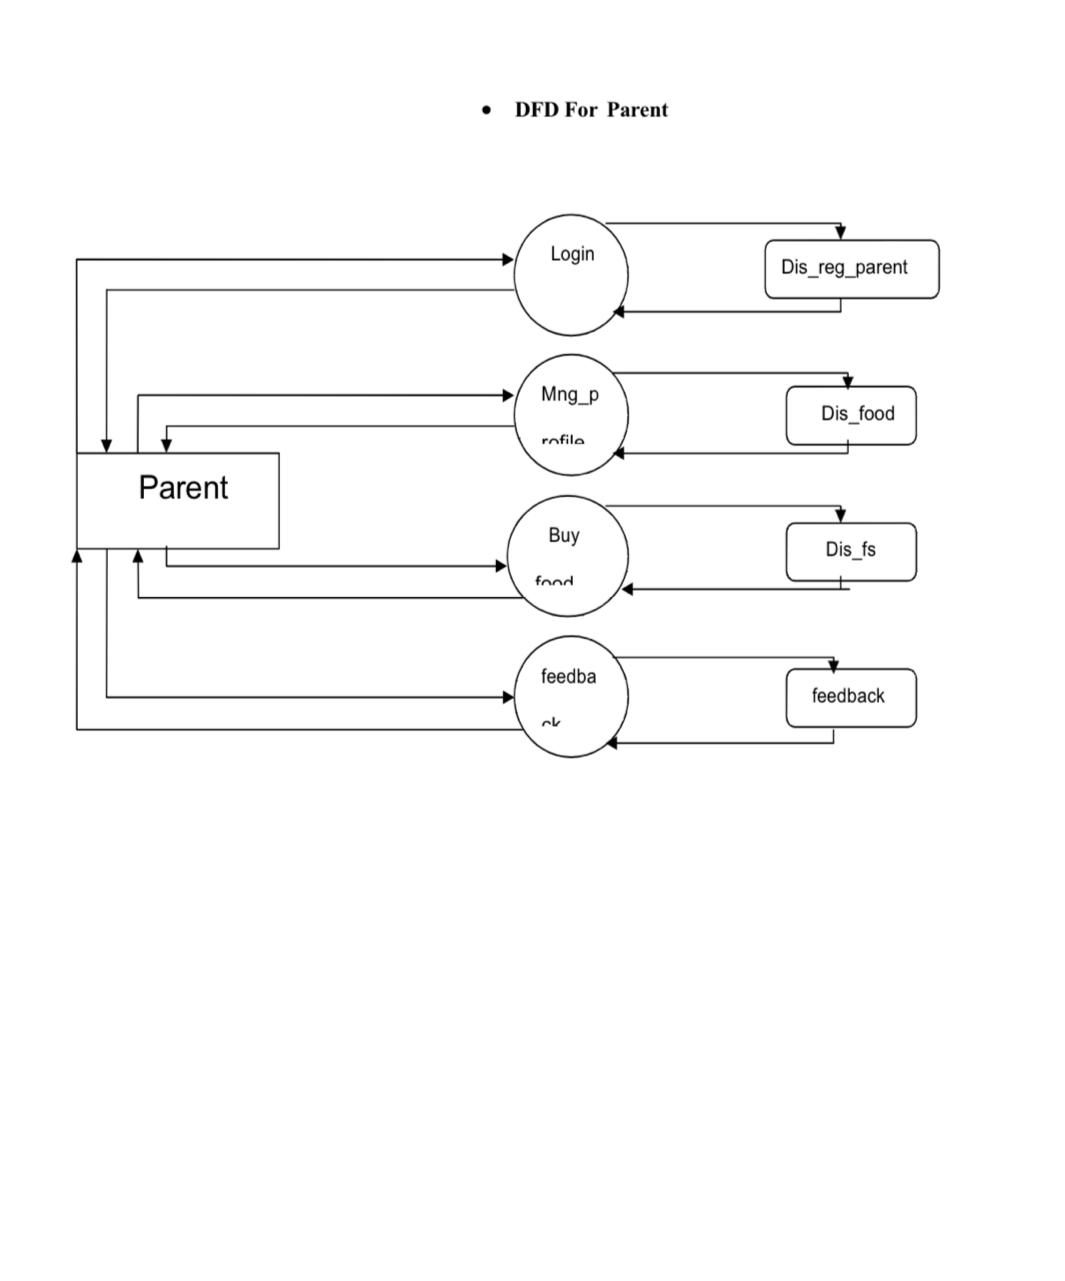 • DFD For Parent
Login
Dis_reg_parent
Mng_p
rofile
Dis_food
Parent
Buy
food
Dis_fs
feedba
ck
feedback